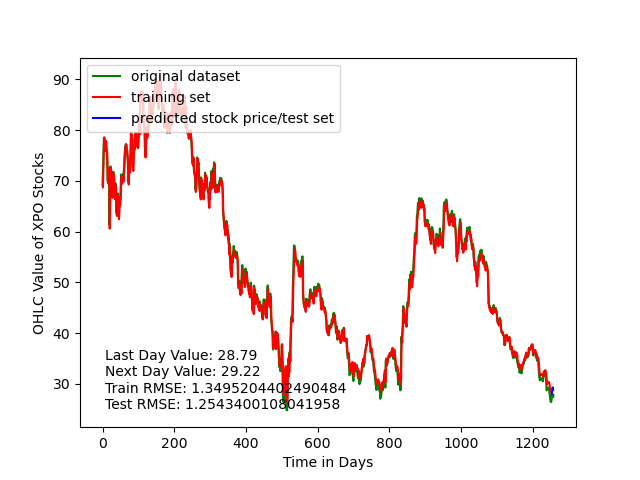 original dataset
training set
predicted stock price/test set
90
80
70
60
50
40
30
OHLC Value of XPO Stocks
Last Day Value: 28.79
Next Day Value: 29.22
Train RMSE: 1.3495204402490484
Test RMSE: 1.2543400108041958
0 200 400 600 800 1000 1200
Time in Days